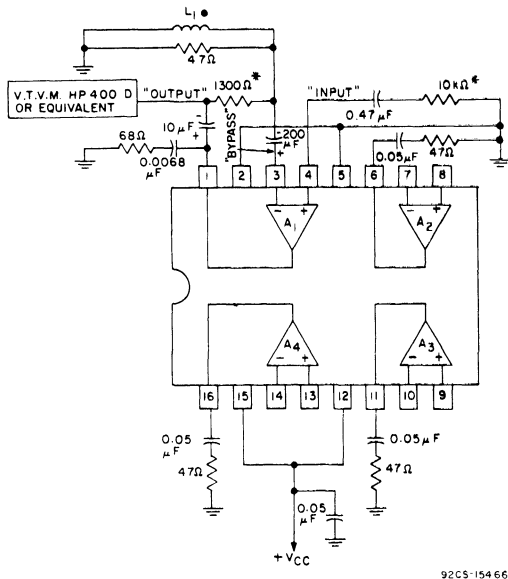 L1 •
47Ω
V.T.V.M. HP 400 D
OR EQUIVALENT
"OUTPUT"
1300Ω*
"INPUT"
10kΩ*
0.47μF
-
10μF
+
"BYPASS"
-200
μF
+
68Ω
0.0068
μF
0.05μF
47Ω
1 2 3 4 5 6 7 8
- +
A1
- +
A2
A4
- +
A3
- +
16 15 14 13 12 11 10 9
0.05
μF
47Ω
0.05μF
47Ω
0.05
μF
+VCC
92CS-15466